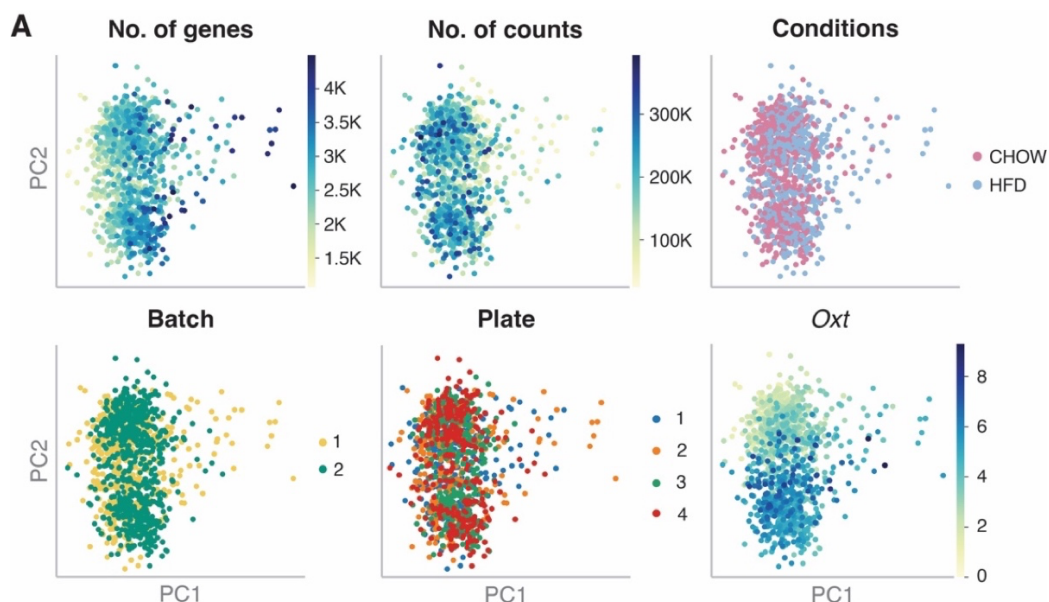 A
No. of genes
No. of counts
Conditions
PC2
4K
3.5K
3K
2.5K
2K
1.5K
300K
200K
100K
CHOW
HFD
Batch
Plate
Oxt
PC2
1
2
1
2
3
4
8
6
4
2
0
PC1
PC1
PC1